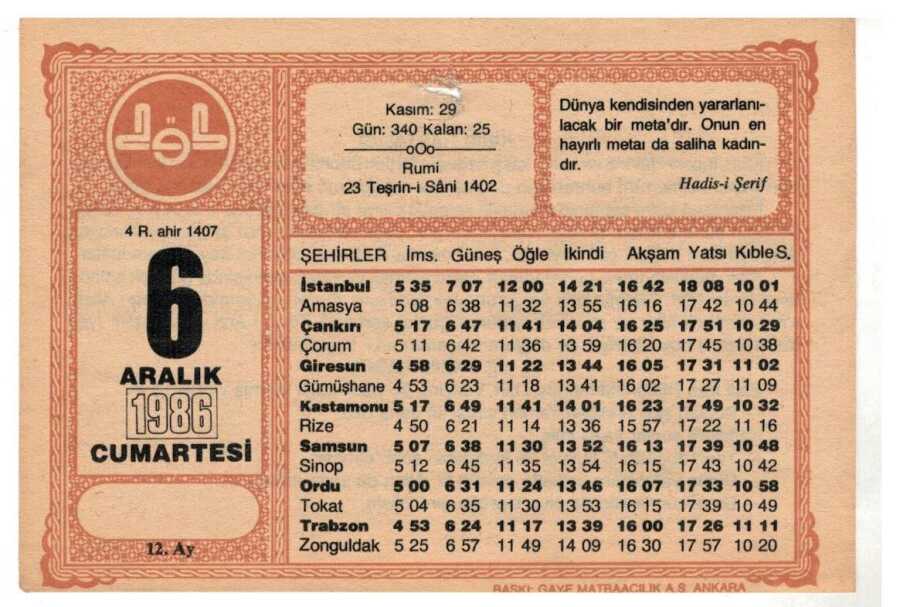 4 R. ahir 1407
6
ARALIK
1986
CUMARTESİ
12. Ay
Kasım: 29
Gün: 340 Kalan: 25
oOo
Rumi
23 Teşrin-i Sâni 1402
Dünya kendisinden yararlanı-
lacak bir meta'dır. Onun en
hayırlı metaı da saliha kadın-
dır.
Hadis-i Şerif
ŞEHİRLER İms. Güneş Öğle İkindi Akşam Yatsı Kıble S.
İstanbul 5 35 7 07 12 00 14 21 16 42 18 08 10 01
Amasya 5 08 6 38 11 32 13 55 16 16 17 42 10 44
Çankırı 5 17 6 47 11 41 14 04 16 25 17 51 10 29
Çorum 5 11 6 42 11 36 13 59 16 20 17 45 10 38
Giresun 4 58 6 29 11 22 13 44 16 05 17 31 11 02
Gümüşhane 4 53 6 23 11 18 13 41 16 02 17 27 11 09
Kastamonu 5 17 6 49 11 41 14 01 16 23 17 49 10 32
Rize 4 50 6 21 11 14 13 36 15 57 17 22 11 16
Samsun 5 07 6 38 11 30 13 52 16 13 17 39 10 48
Sinop 5 12 6 45 11 35 13 54 16 15 17 43 10 42
Ordu 5 00 6 31 11 24 13 46 16 07 17 33 10 58
Tokat 5 04 6 35 11 30 13 53 16 15 17 39 10 49
Trabzon 4 53 6 24 11 17 13 39 16 00 17 26 11 11
Zonguldak 5 25 6 57 11 49 14 09 16 30 17 57 10 20
BASKI: GAYE MATBAACILIK A.Ş. ANKARA